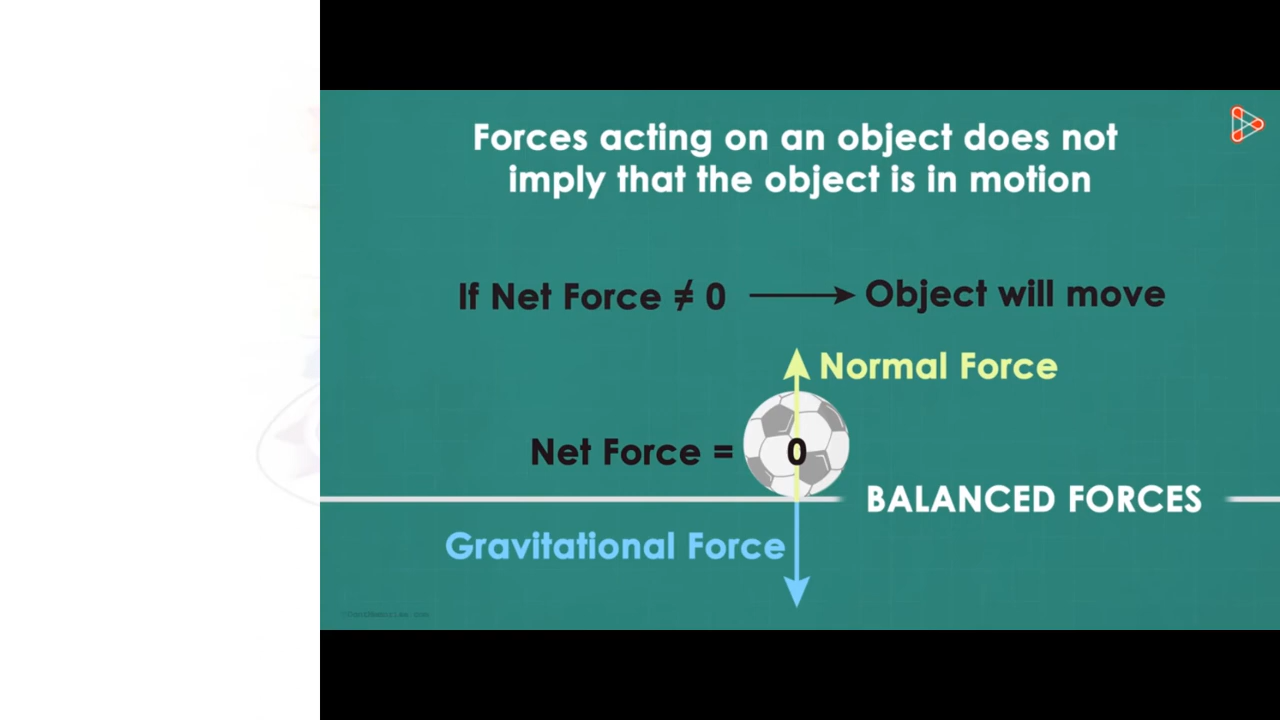 Forces acting on an object does not
imply that the object is in motion
If Net Force ≠ 0 → Object will move
Normal Force
Net Force = 0
BALANCED FORCES
Gravitational Force